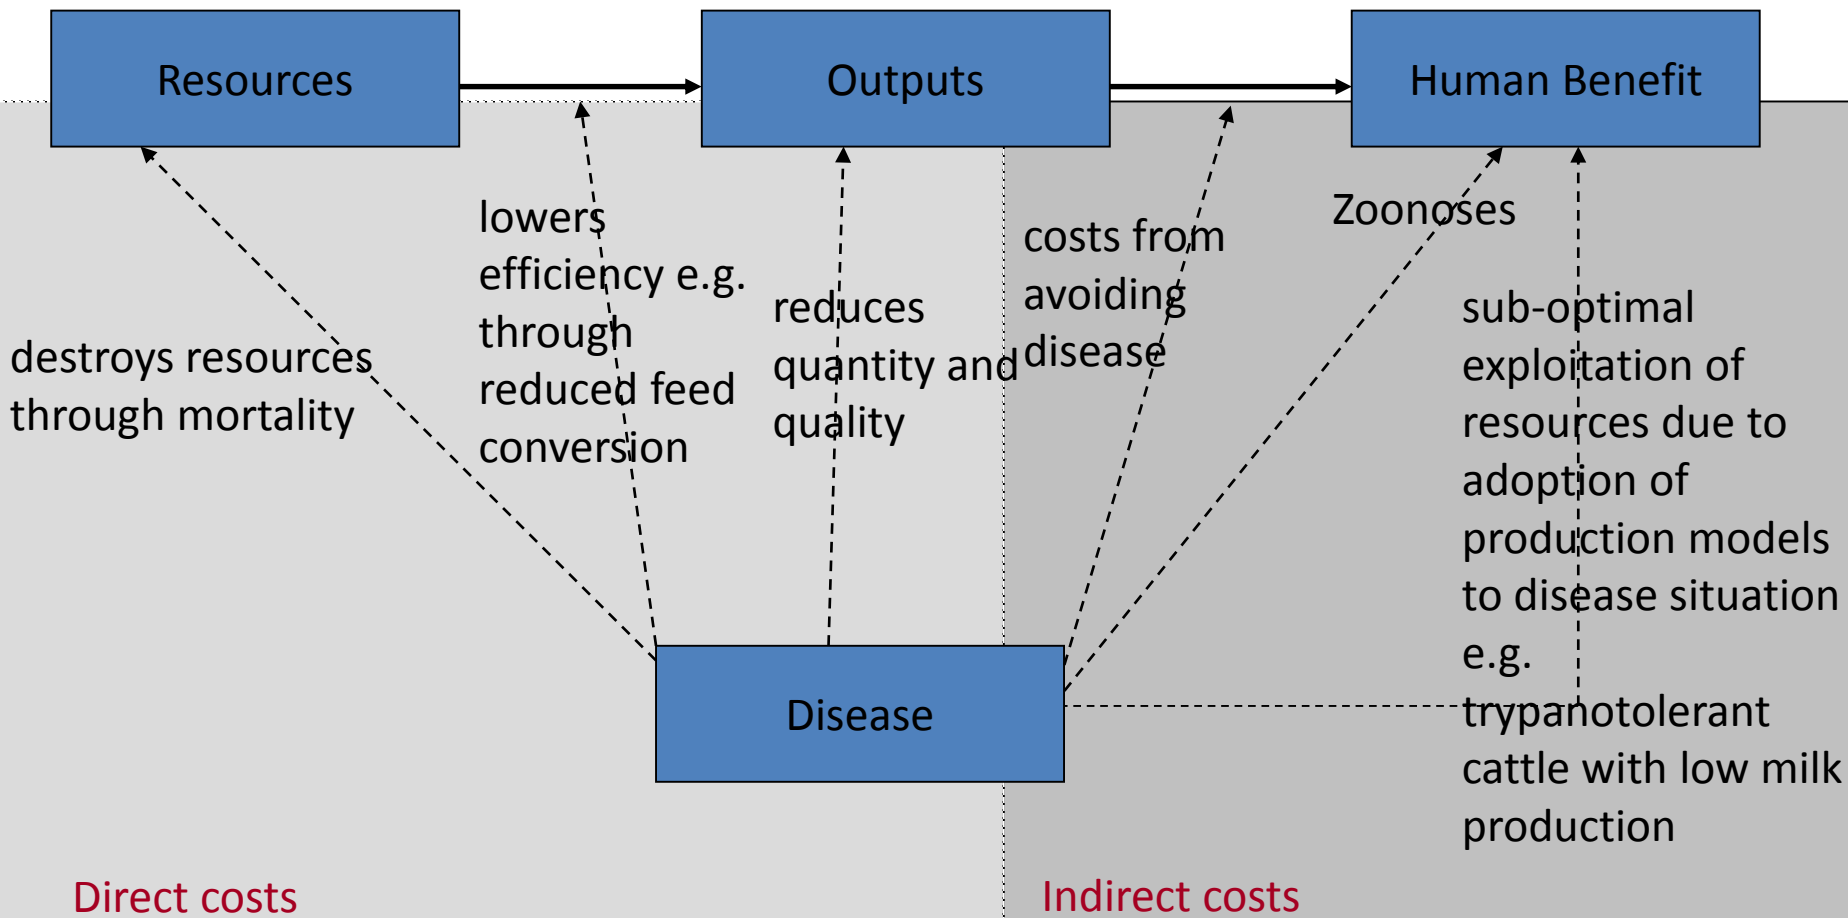 Resources
Outputs
Human Benefit
destroys resources
through mortality
lowers
efficiency e.g.
through
reduced feed
conversion
reduces
quantity and
quality
costs from
avoiding
disease
Zoonoses
sub-optimal
exploitation of
resources due to
adoption of
production models
to disease situation
e.g.
trypanotolerant
cattle with low milk
production
Disease
Direct costs
Indirect costs